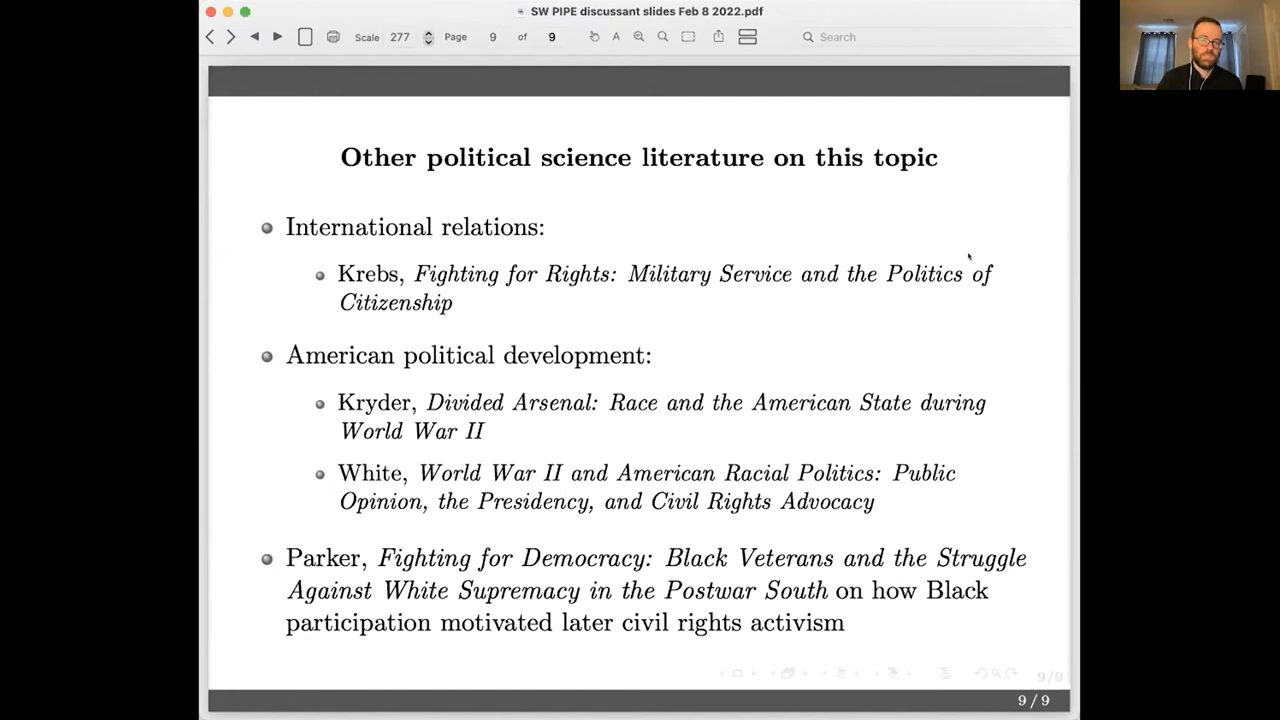 SW PIPE discussant slides Feb 8 2022.pdf
Scale 277 Page 9 of 9 A Search
Other political science literature on this topic
International relations:
Krebs, Fighting for Rights: Military Service and the Politics of
Citizenship
American political development:
Kryder, Divided Arsenal: Race and the American State during
World War II
White, World War II and American Racial Politics: Public
Opinion, the Presidency, and Civil Rights Advocacy
Parker, Fighting for Democracy: Black Veterans and the Struggle
Against White Supremacy in the Postwar South on how Black
participation motivated later civil rights activism
9/9
9 / 9